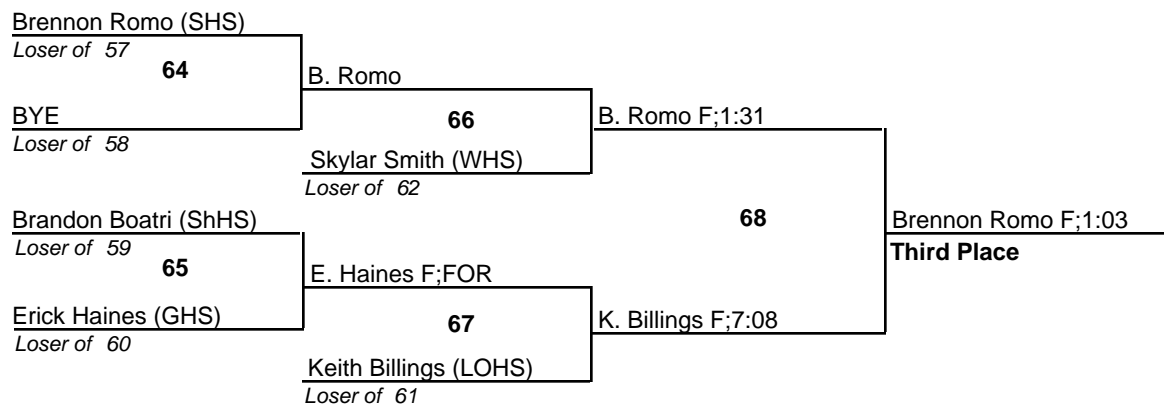 Brennon Romo (SHS)
Loser of 57
64
B. Romo
BYE
Loser of 58
66
B. Romo F;1:31
Skylar Smith (WHS)
Loser of 62
Brandon Boatri (ShHS)
Loser of 59
68
Brennon Romo F;1:03
Third Place
65
E. Haines F;FOR
Erick Haines (GHS)
Loser of 60
67
K. Billings F;7:08
Keith Billings (LOHS)
Loser of 61